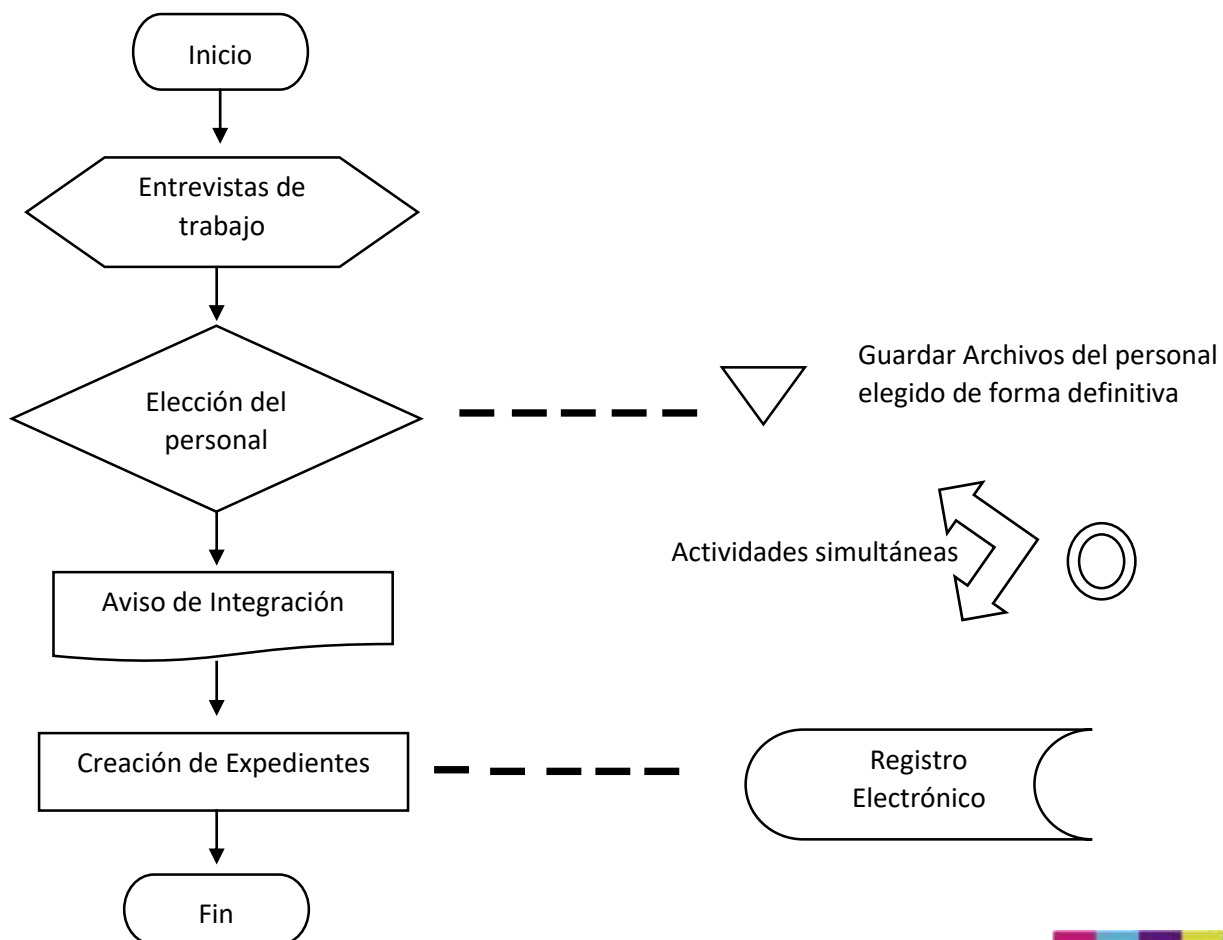 Inicio
Entrevistas de
trabajo
Elección del
personal
Guardar Archivos del personal
elegido de forma definitiva
Actividades simultáneas
Aviso de Integración
Creación de Expedientes
Registro
Electrónico
Fin